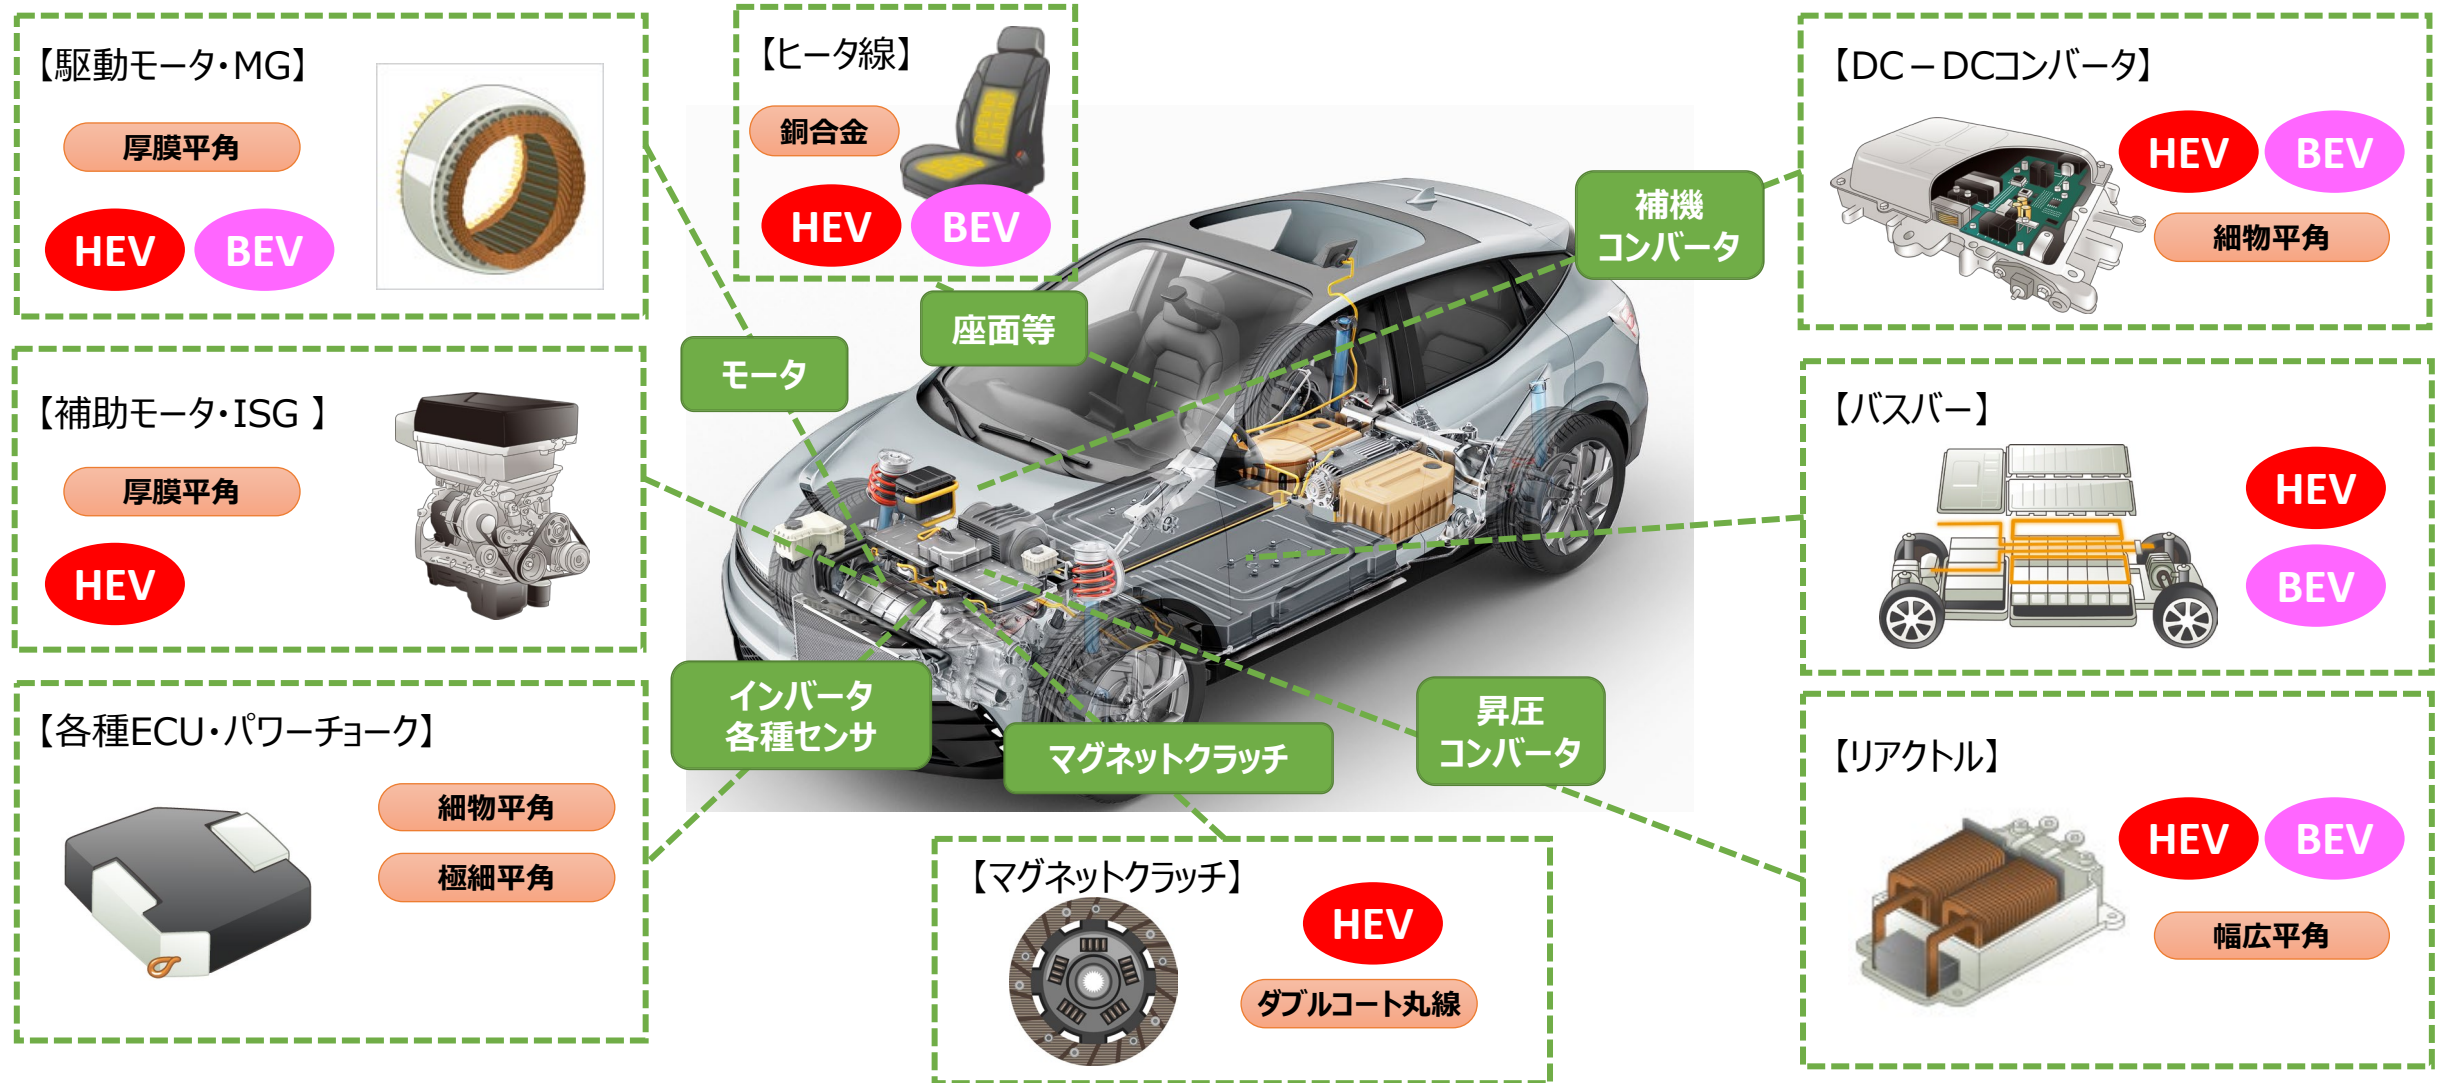 【駆動モータ・MG】
厚膜平角
HEV
BEV
【ヒータ線】
銅合金
HEV
BEV
【DC－DCコンバータ】
HEV
BEV
細物平角
補機
コンバータ
座面等
モータ
【補助モータ・ISG 】
厚膜平角
HEV
【バスバー】
HEV
BEV
インバータ
各種センサ
マグネットクラッチ
昇圧
コンバータ
【各種ECU・パワーチョーク】
細物平角
極細平角
【マグネットクラッチ】
HEV
ダブルコート丸線
【リアクトル】
HEV
BEV
幅広平角